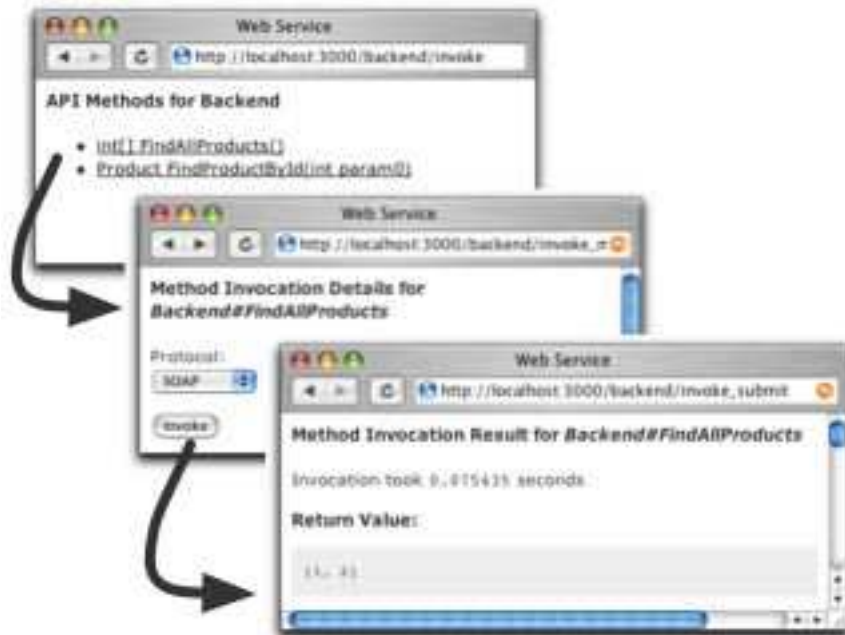 Web Service
http://localhost:3000/backend/invoke
API Methods for Backend
• int[] FindAllProducts()
• Product FindProductById(int param0)
Web Service
http://localhost:3000/backend/invoke_m
Method Invocation Details for
Backend#FindAllProducts
Protocol:
SOAP
Invoke
Web Service
http://localhost:3000/backend/invoke_submit
Method Invocation Result for Backend#FindAllProducts
Invocation took 0.075435 seconds
Return Value: